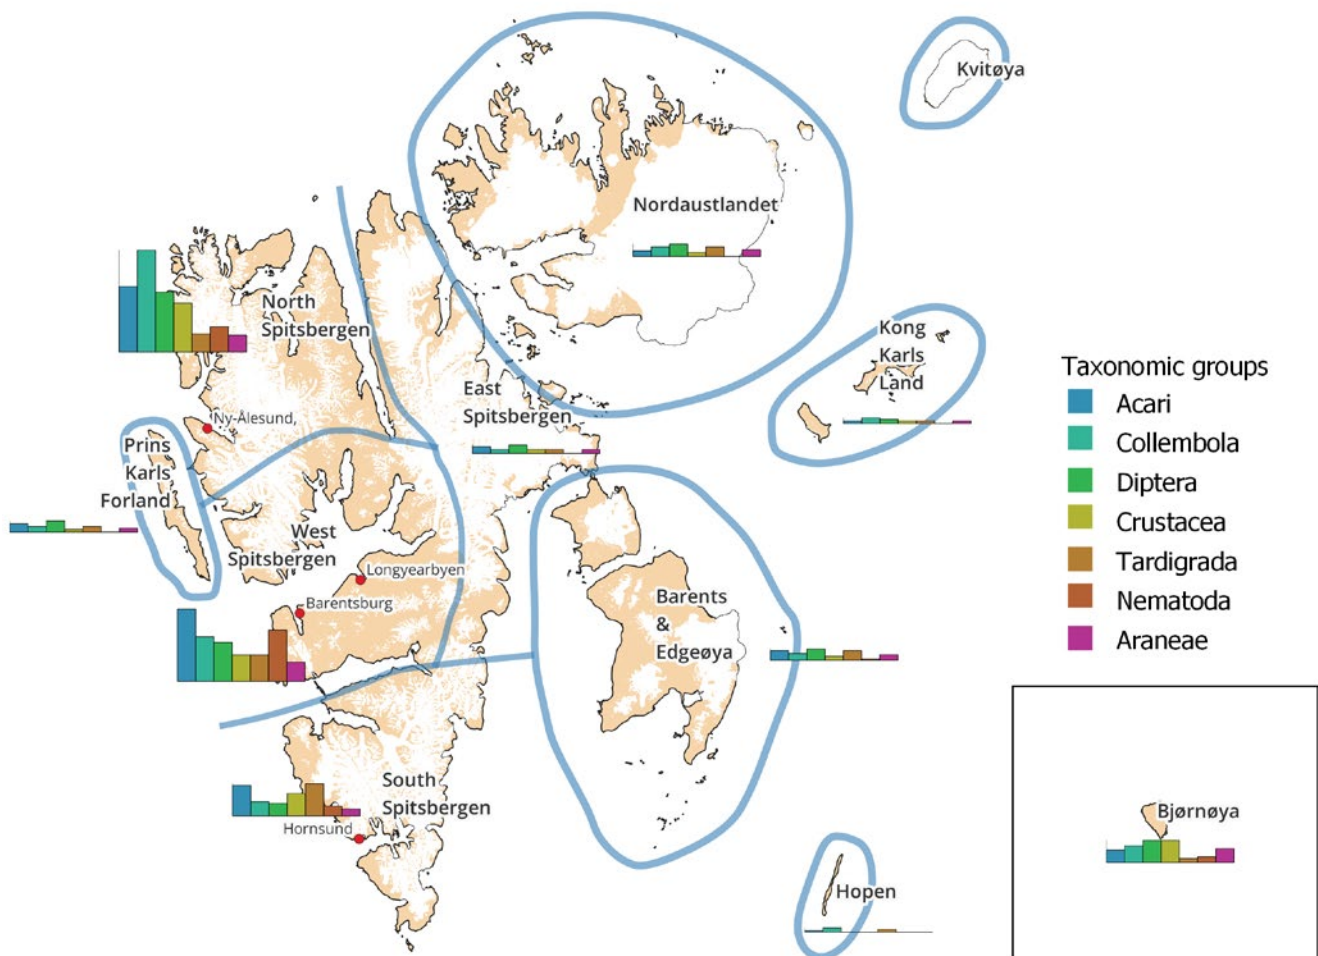 Kvitøya
Nordaustlandet
North
Spitsbergen
Kong
Karls
Land
East
Spitsbergen
Ny-Ålesund,
Prins
Karls
Forland
West
Spitsbergen
Longyearbyen
Barentsburg
Barents
&
Edgeøya
South
Spitsbergen
Hornsund
Hopen
Bjørnøya
Taxonomic groups
Acari
Collembola
Diptera
Crustacea
Tardigrada
Nematoda
Araneae